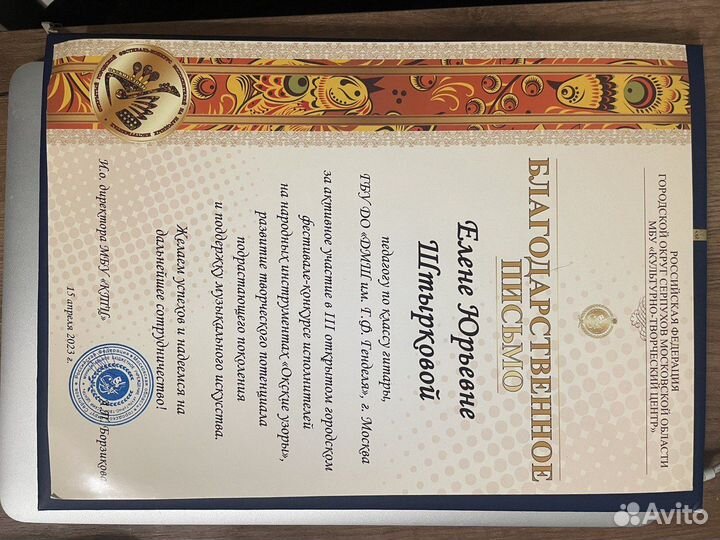 РОССИЙСКАЯ ФЕДЕРАЦИЯ
ГОРОДСКОЙ ОКРУГ СЕРПУХОВ МОСКОВСКОЙ ОБЛАСТИ
МБУ «КУЛЬТУРНО-ТВОРЧЕСКИЙ ЦЕНТР»
БЛАГОДАРСТВЕННОЕ
ПИСЬМО
Елене Юрьевне
Штырковой
педагогу по классу гитары,
ГБУ ДО «ДМШ им. Г.Ф. Генделя», г. Москва
за активное участие в III открытом городском
фестивале-конкурсе исполнителей
на народных инструментах «Окские узоры»,
развитие творческого потенциала
подрастающего поколения
и поддержку музыкального искусства.
Желаем успехов и надеемся на
дальнейшее сотрудничество!
И.о. директора МБУ «КТЦ»
Борзиков
15 апреля 2023 г.
Avito